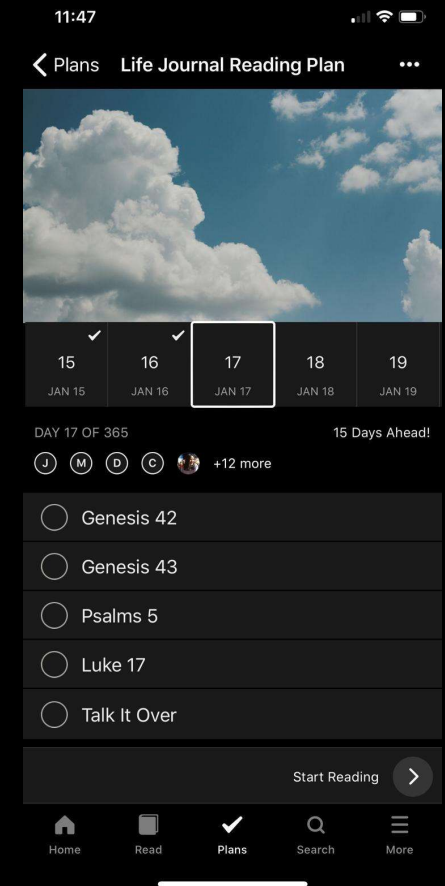 11:47
Plans Life Journal Reading Plan
15 16 17 18 19
JAN 15 JAN 16 JAN 17 JAN 18 JAN 19
DAY 17 OF 365 15 Days Ahead!
J M D C +12 more
Genesis 42
Genesis 43
Psalms 5
Luke 17
Talk It Over
Start Reading
Home Read Plans Search More